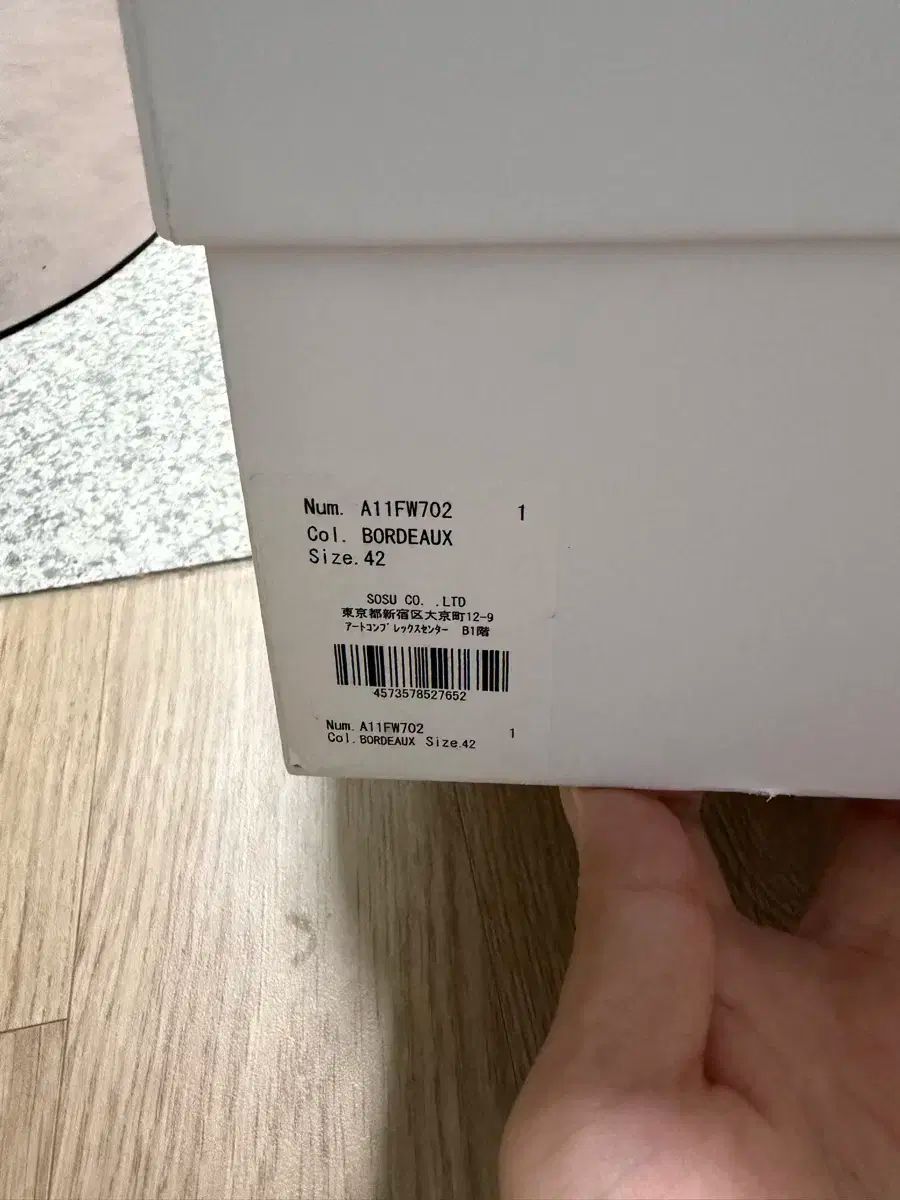 Num. A11FW702 1
Col. BORDEAUX
Size.42
SOSU CO. .LTD
東京都新宿区大京町12-9
アートコンプレックスセンター B1階
4573578527652
Num. A11FW702 1
Col. BORDEAUX Size.42